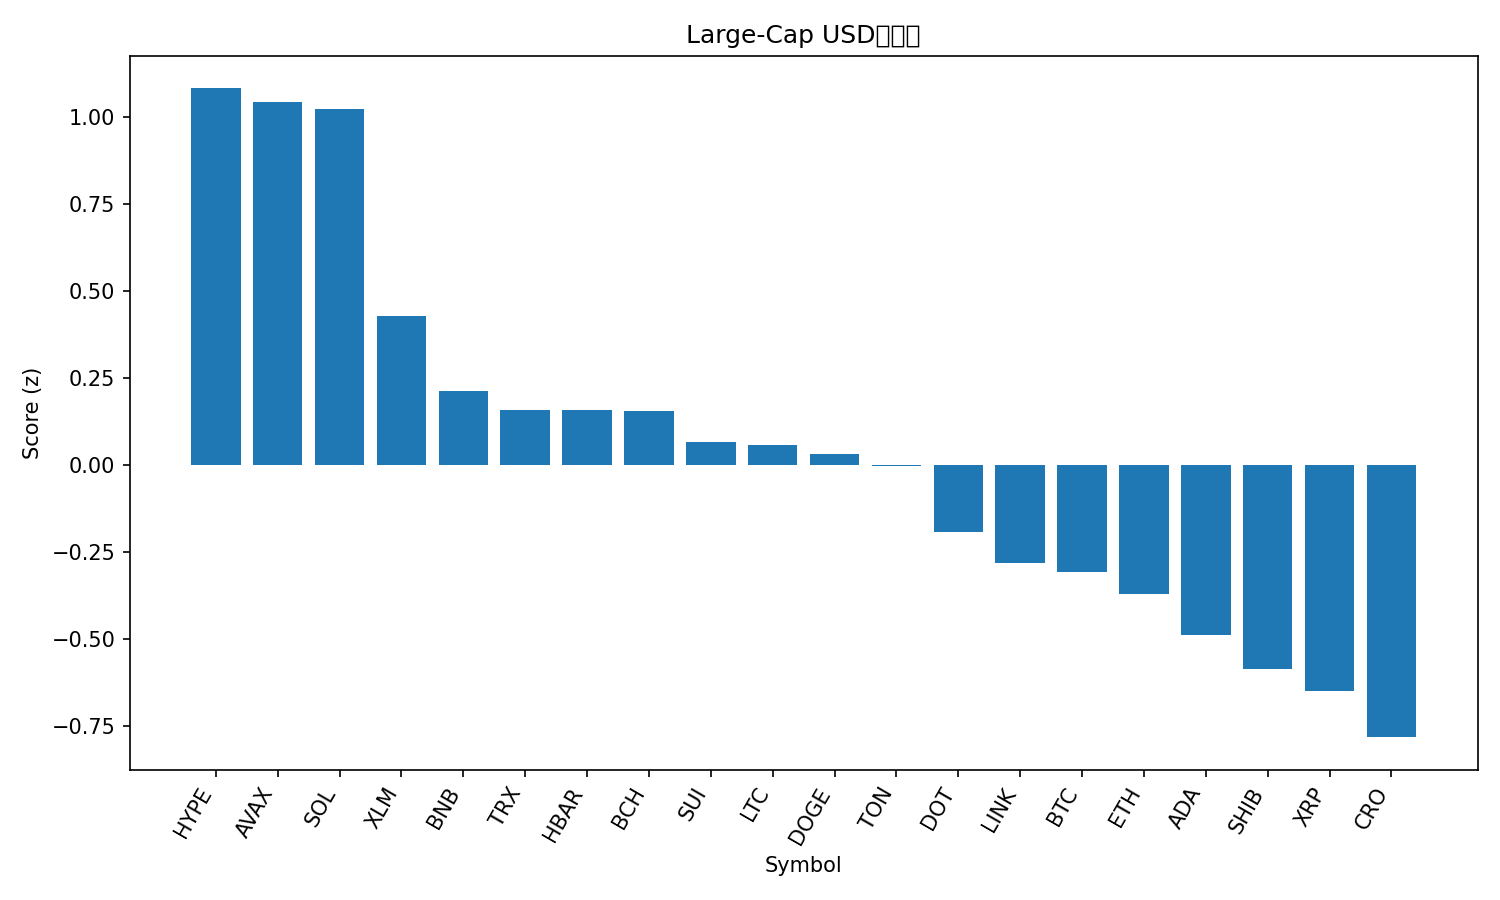 Large-Cap USD
Score (z)
1.00
0.75
0.50
0.25
0.00
−0.25
−0.50
−0.75
HYPE
AVAX
SOL
XLM
BNB
TRX
HBAR
BCH
SUI
LTC
DOGE
TON
DOT
LINK
BTC
ETH
ADA
SHIB
XRP
CRO
Symbol